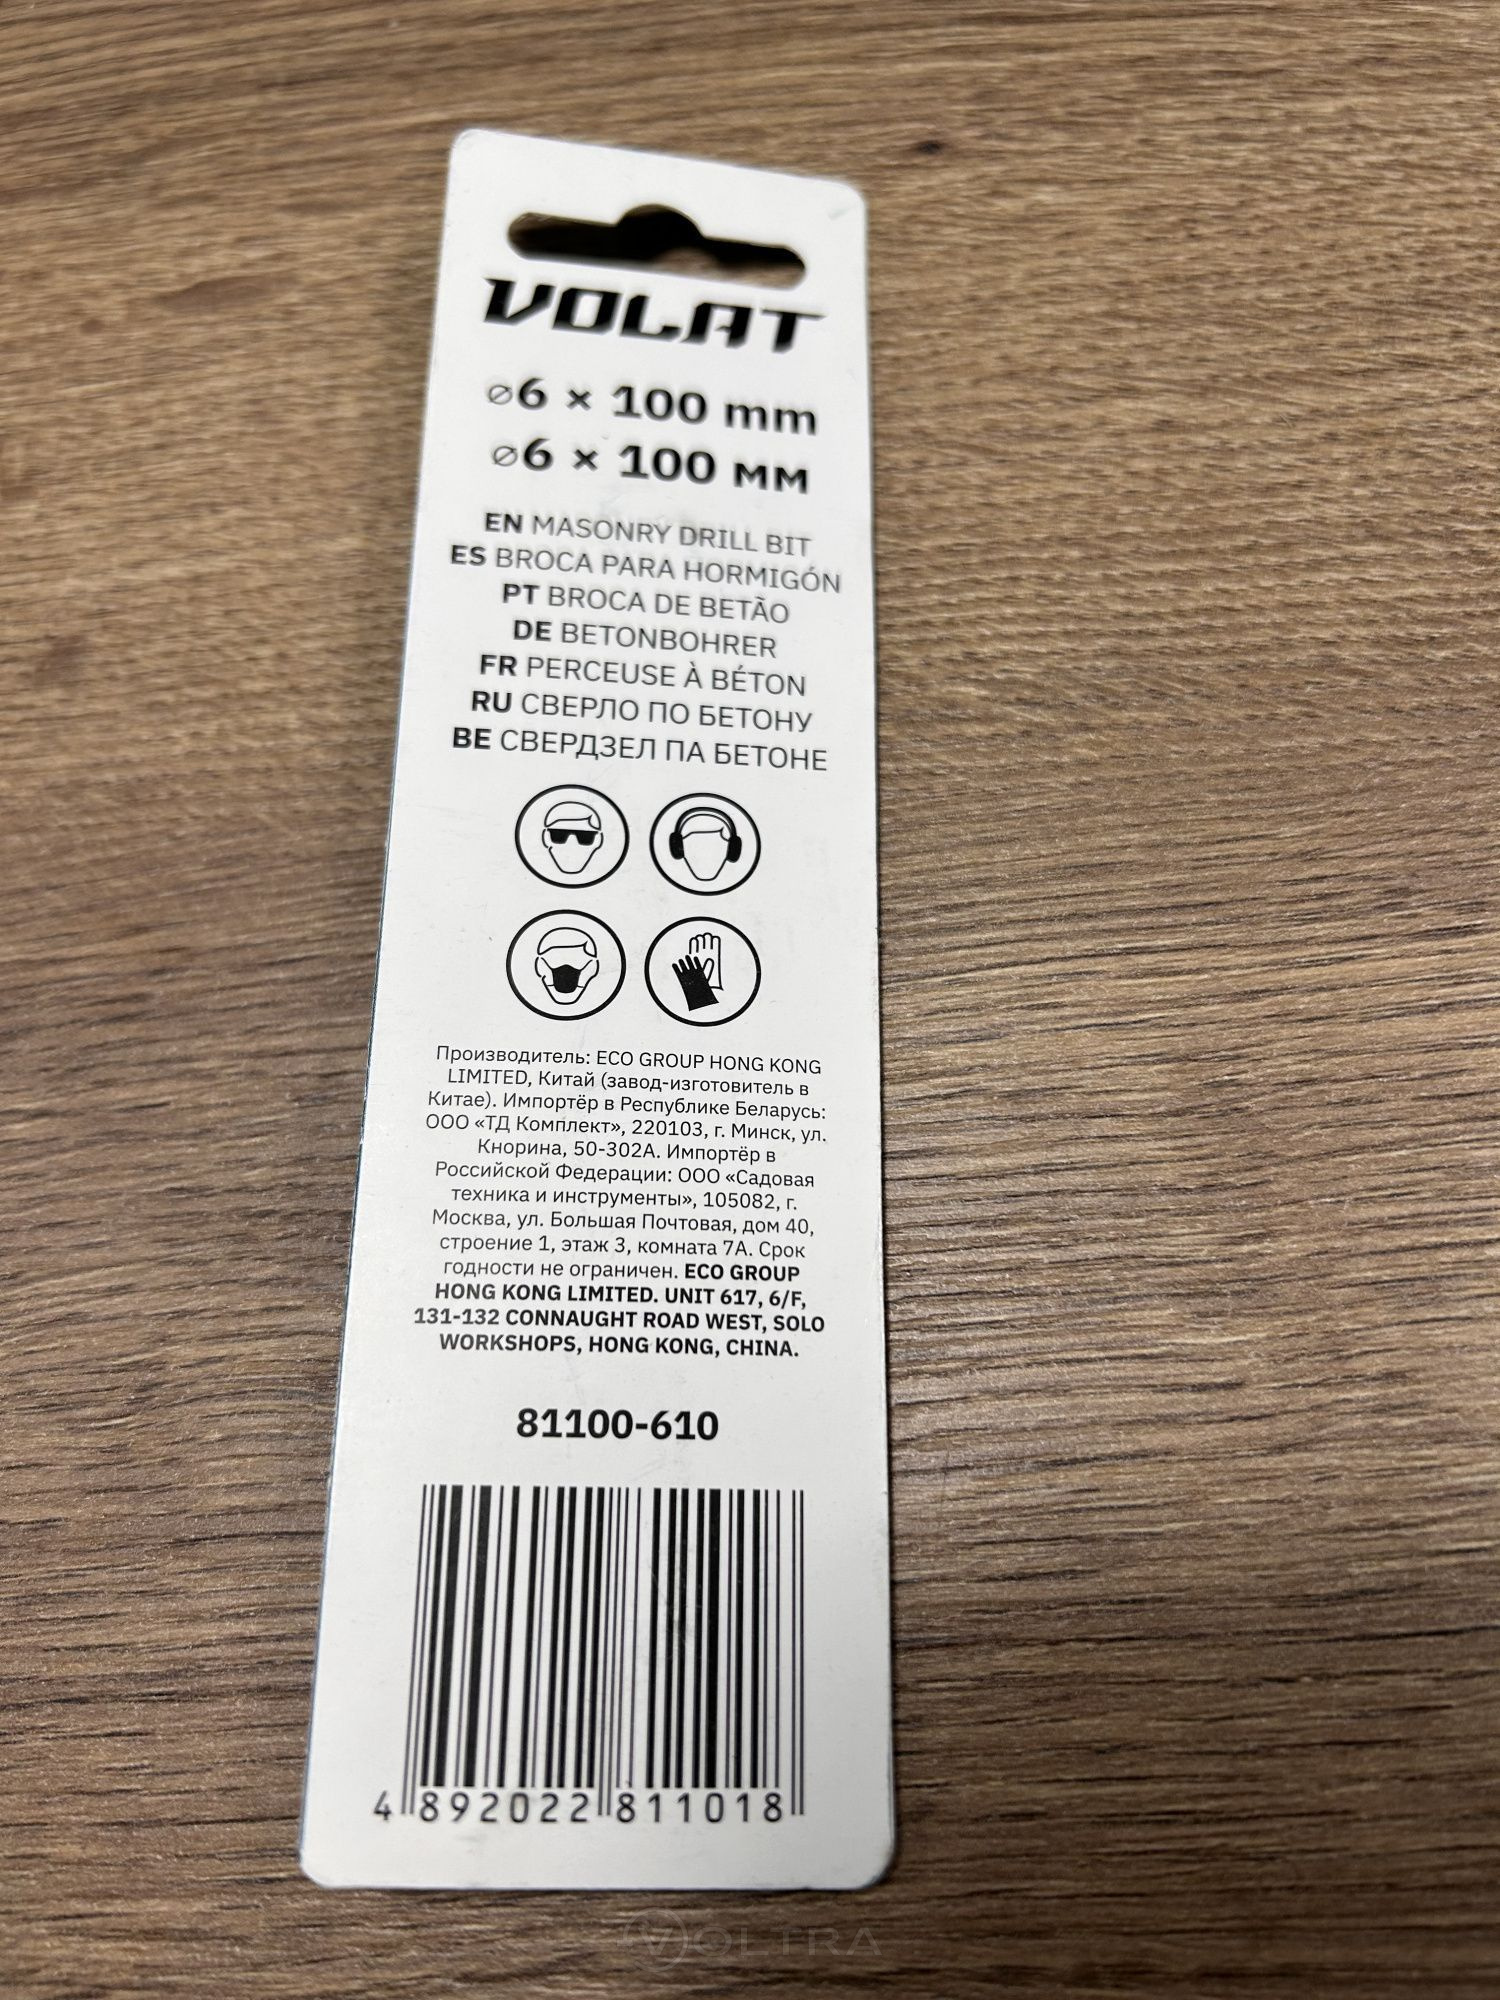 VOLAT
⌀6 × 100 mm
⌀6 × 100 мм
EN MASONRY DRILL BIT
ES BROCA PARA HORMIGÓN
PT BROCA DE BETÃO
DE BETONBOHRER
FR PERCEUSE À BÉTON
RU СВЕРЛО ПО БЕТОНУ
BE СВЕРДЗЕЛ ПА БЕТОНЕ
Производитель: ECO GROUP HONG KONG
LIMITED, Китай (завод-изготовитель в
Китае). Импортёр в Республике Беларусь:
ООО «ТД Комплект», 220103, г. Минск, ул.
Кнорина, 50-302А. Импортёр в
Российской Федерации: ООО «Садовая
техника и инструменты», 105082, г.
Москва, ул. Большая Почтовая, дом 40,
строение 1, этаж 3, комната 7А. Срок
годности не ограничен. ECO GROUP
HONG KONG LIMITED. UNIT 617, 6/F,
131-132 CONNAUGHT ROAD WEST, SOLO
WORKSHOPS, HONG KONG, CHINA.
81100-610
4 892022 811018
VOLTRA